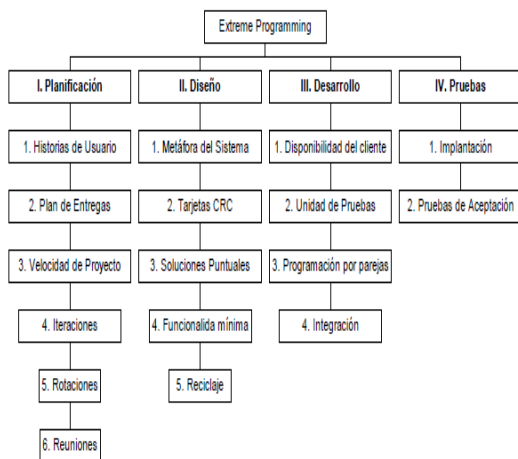 Extreme Programming
I. Planificación
1. Historias de Usuario
2. Plan de Entregas
3. Velocidad de Proyecto
4. Iteraciones
5. Rotaciones
6. Reuniones
II. Diseño
1. Metáfora del Sistema
2. Tarjetas CRC
3. Soluciones Puntuales
4. Funcionalida mínima
5. Reciclaje
III. Desarrollo
1. Disponibilidad del cliente
2. Unidad de Pruebas
3. Programación por parejas
4. Integración
IV. Pruebas
1. Implantación
2. Pruebas de Aceptación